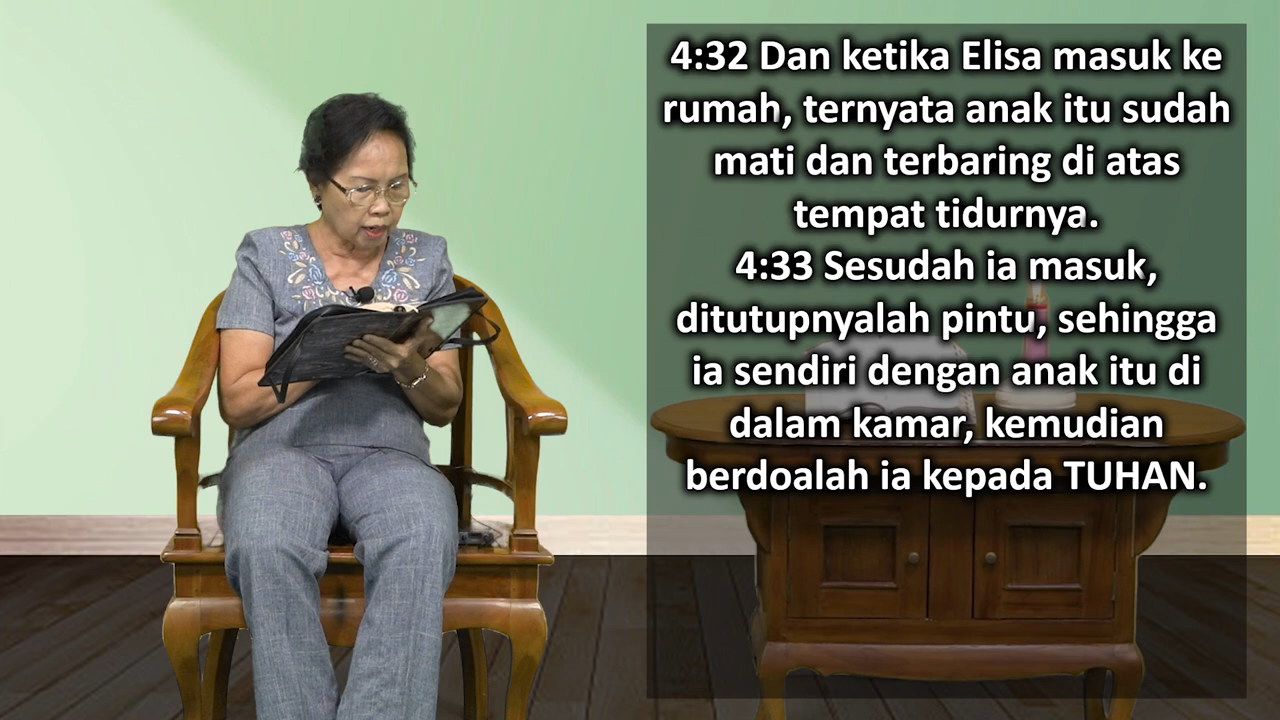 4:32 Dan ketika Elisa masuk ke
rumah, ternyata anak itu sudah
mati dan terbaring di atas
tempat tidurnya.
4:33 Sesudah ia masuk,
ditutupnyalah pintu, sehingga
ia sendiri dengan anak itu di
dalam kamar, kemudian
berdoalah ia kepada TUHAN.